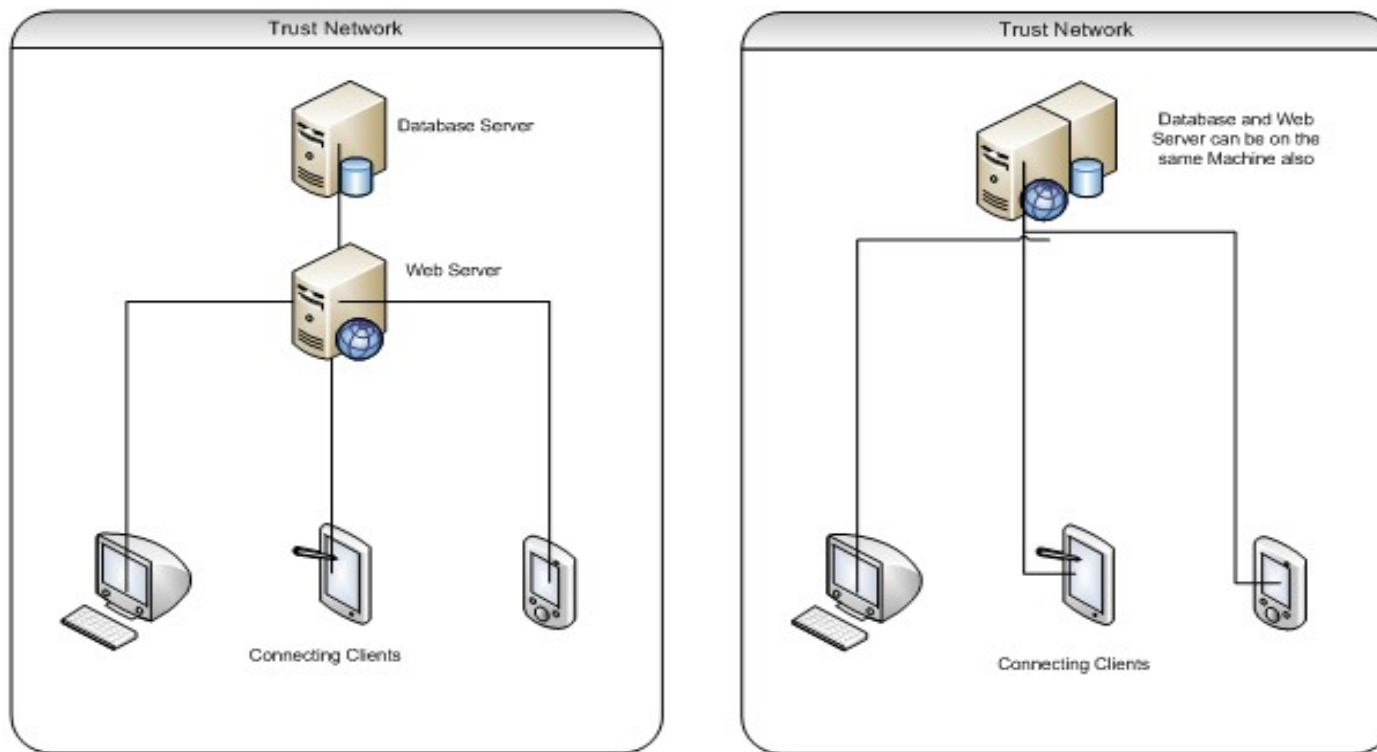 Trust Network
Database Server
Web Server
Connecting Clients
Trust Network
Database and Web
Server can be on the
same Machine also
Connecting Clients